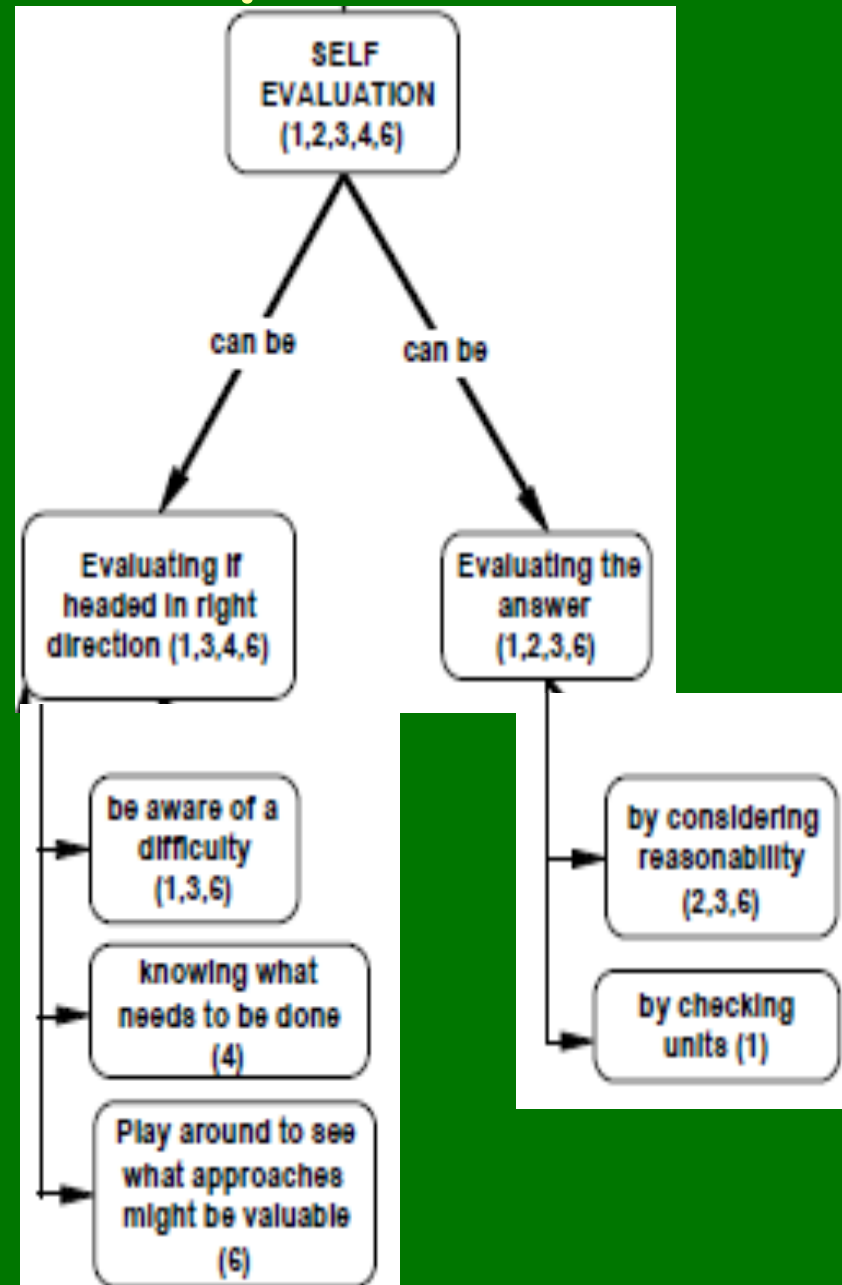 SELF
EVALUATION
(1,2,3,4,6)
can be
can be
Evaluating if
headed in right
direction (1,3,4,6)
Evaluating the
answer
(1,2,3,6)
be aware of a
difficulty
(1,3,6)
knowing what
needs to be done
(4)
Play around to see
what approaches
might be valuable
(6)
by considering
reasonability
(2,3,6)
by checking
units (1)